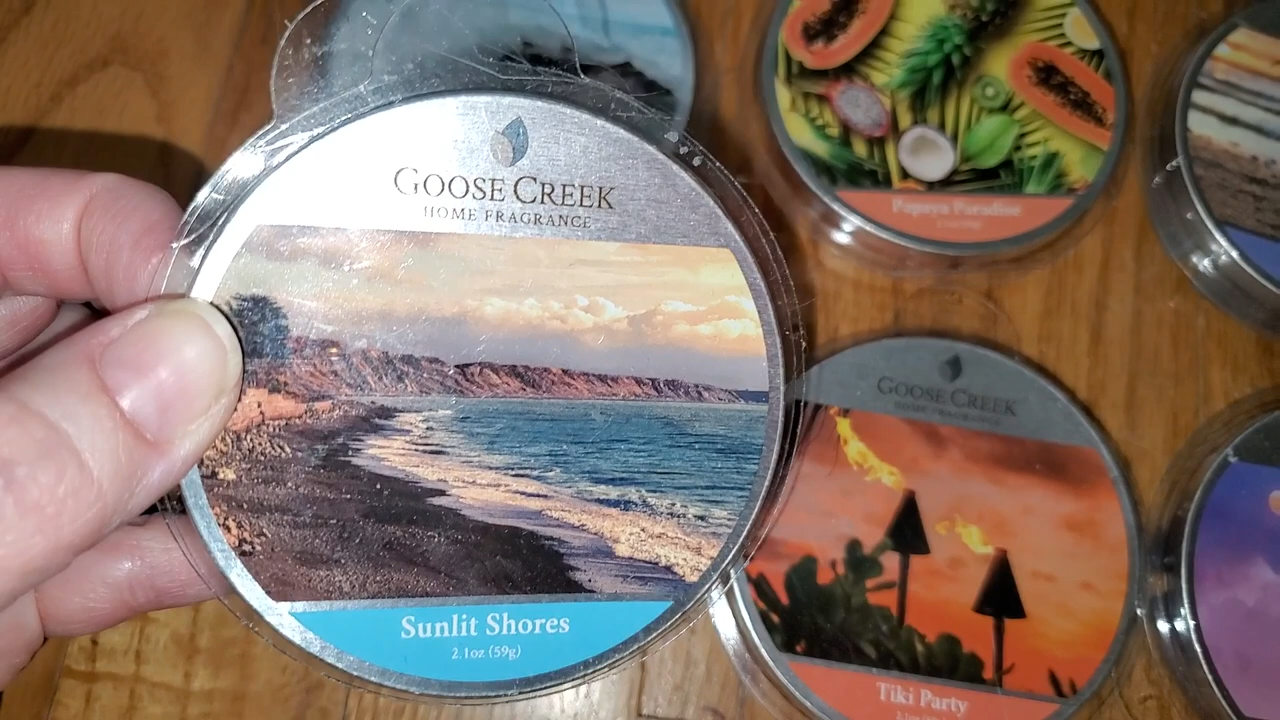 GOOSE CREEK
HOME FRAGRANCE
Sunlit Shores
2.1oz (59g)
Papaya Paradise
GOOSE CREEK
HOME FRAGRANCE
Tiki Party